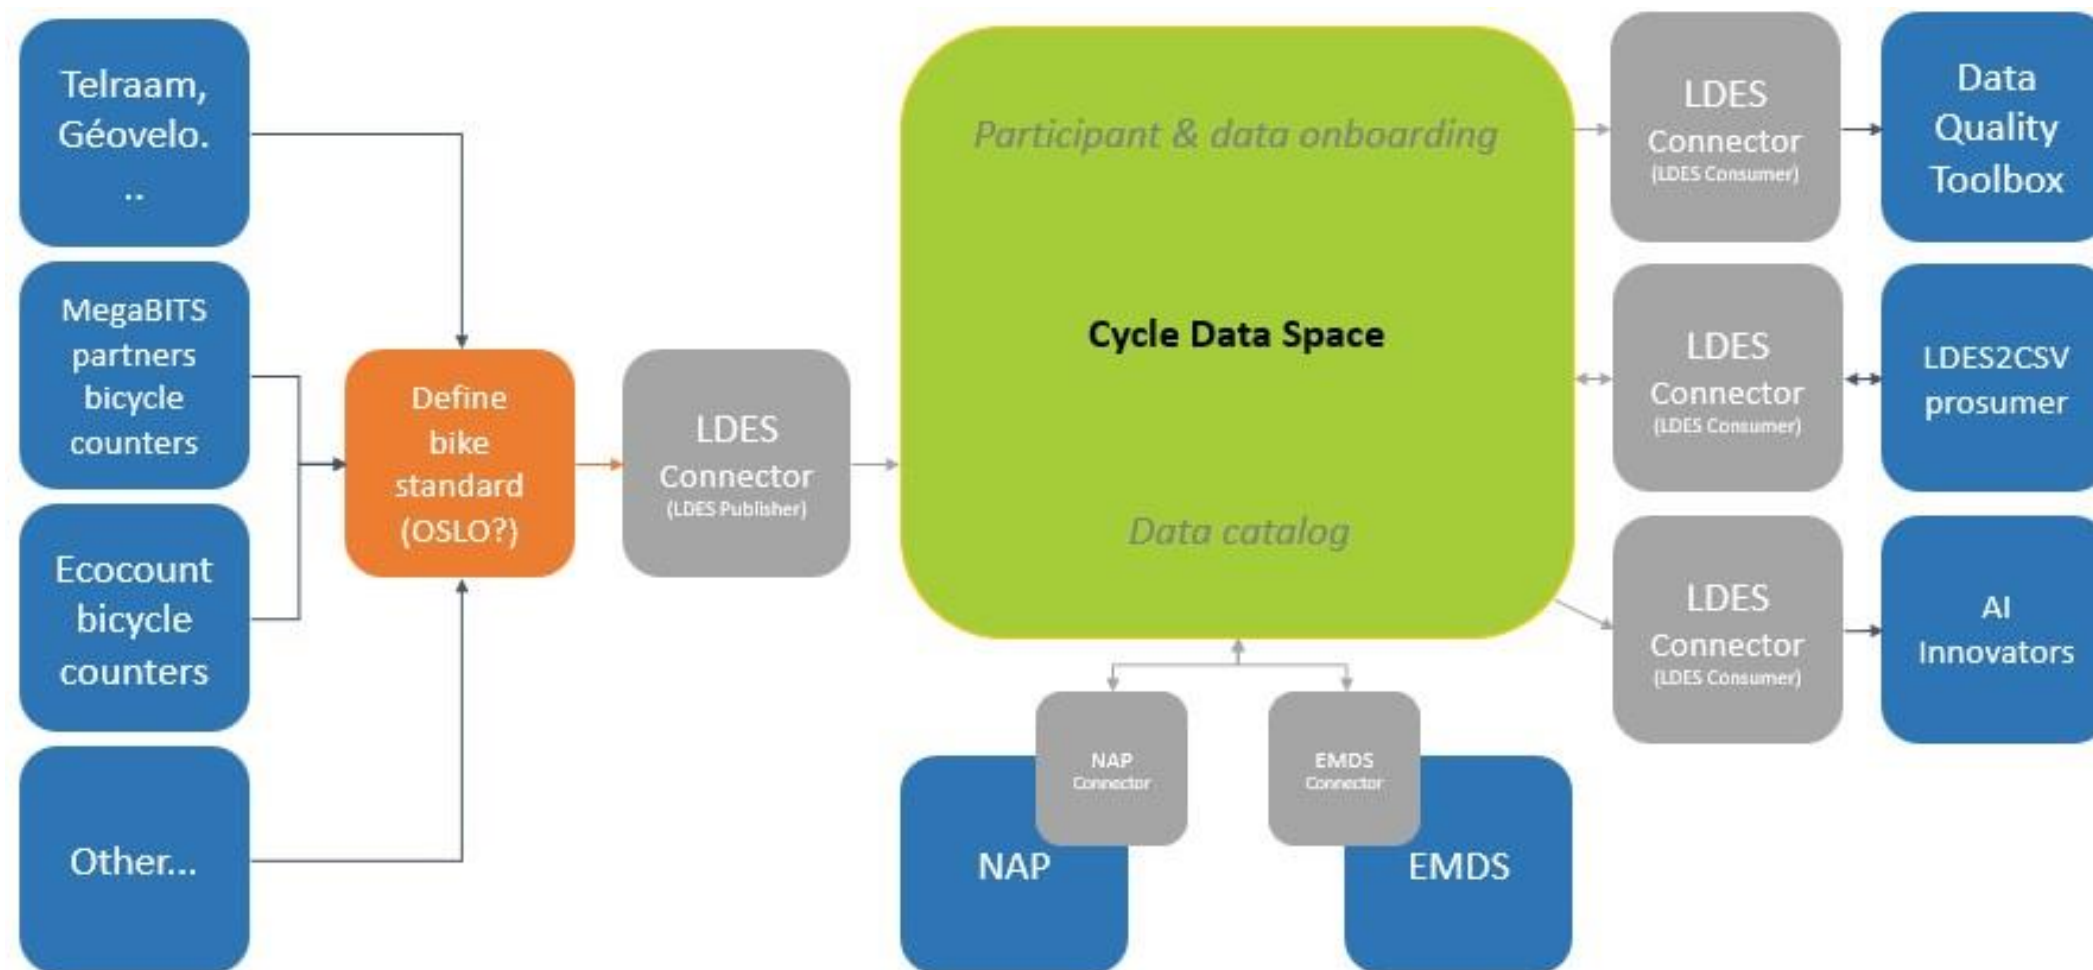 Telraam,
Géovelo.
..
MegaBITS
partners
bicycle
counters
Ecocount
bicycle
counters
Other...
Define
bike
standard
(OSLO?)
LDES
Connector
(LDES Publisher)
Participant & data onboarding
Cycle Data Space
Data catalog
NAP
Connector
NAP
EMDS
Connector
EMDS
LDES
Connector
(LDES Consumer)
Data
Quality
Toolbox
LDES
Connector
(LDES Consumer)
LDES2CSV
prosumer
LDES
Connector
(LDES Consumer)
AI
Innovators